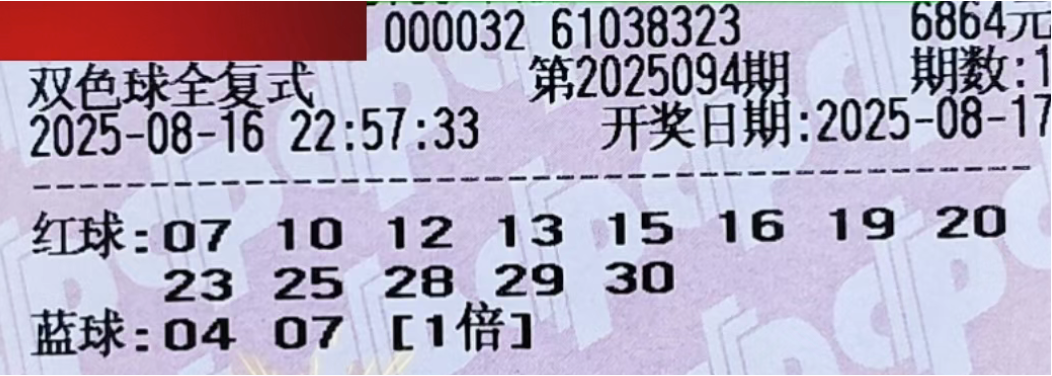 000032 61038323 6864元
双色球全复式 第2025094期 期数:1
2025-08-16 22:57:33 开奖日期:2025-08-17
红球:07 10 12 13 15 16 19 20
23 25 28 29 30
蓝球:04 07 [1倍]